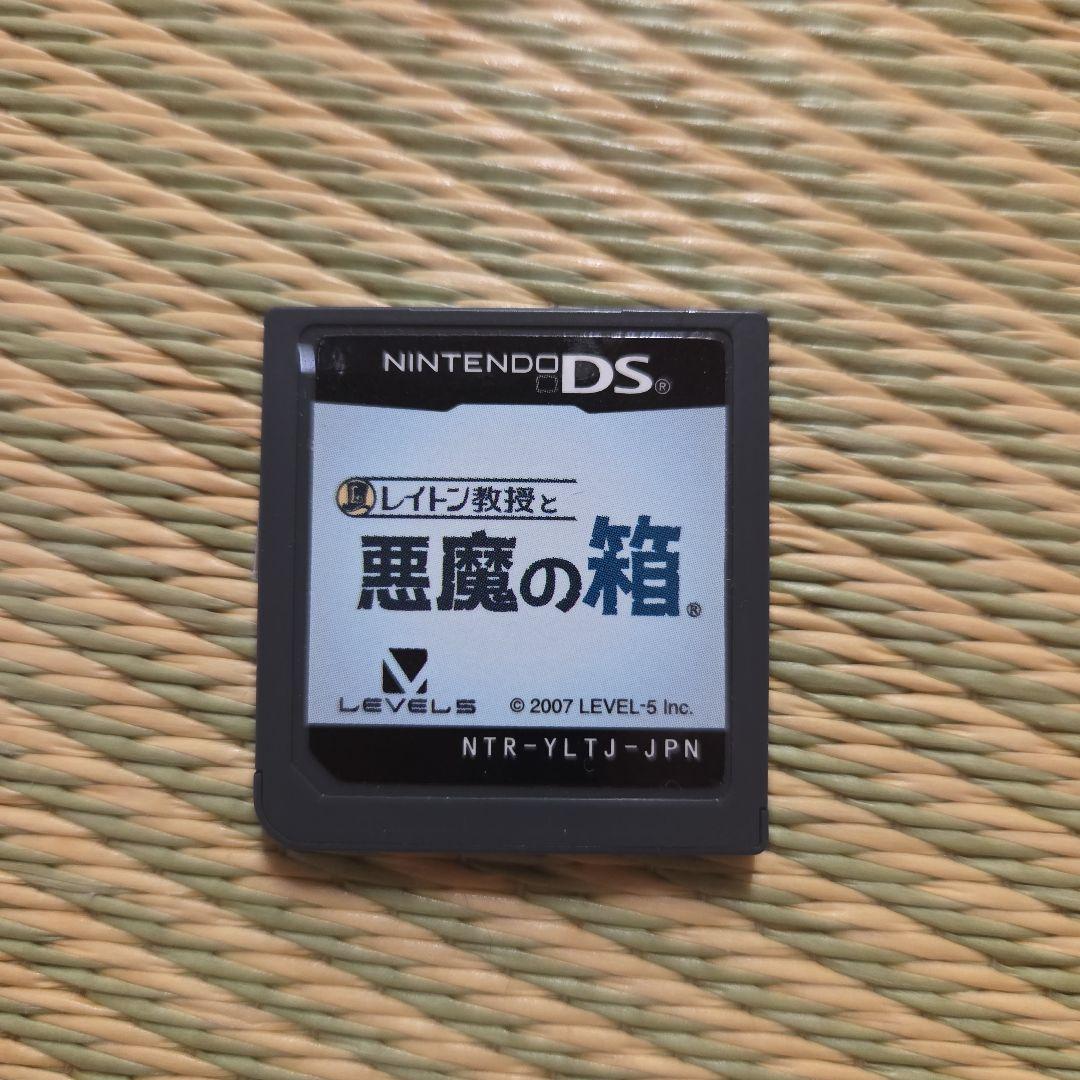 NINTENDO DS®
L レイトン教授と
悪魔の箱®
LEVEL5
© 2007 LEVEL-5 Inc.
NTR-YLTJ-JPN